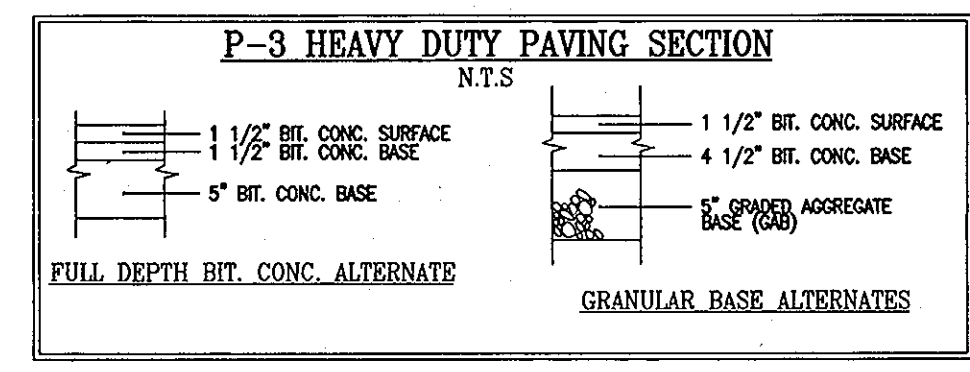 P-3 HEAVY DUTY PAVING SECTION
N.T.S
1 1/2" BIT. CONC. SURFACE
1 1/2" BIT. CONC. BASE
5" BIT. CONC. BASE
FULL DEPTH BIT. CONC. ALTERNATE
1 1/2" BIT. CONC. SURFACE
4 1/2" BIT. CONC. BASE
5" GRADED AGGREGATE
BASE (GAB)
GRANULAR BASE ALTERNATES